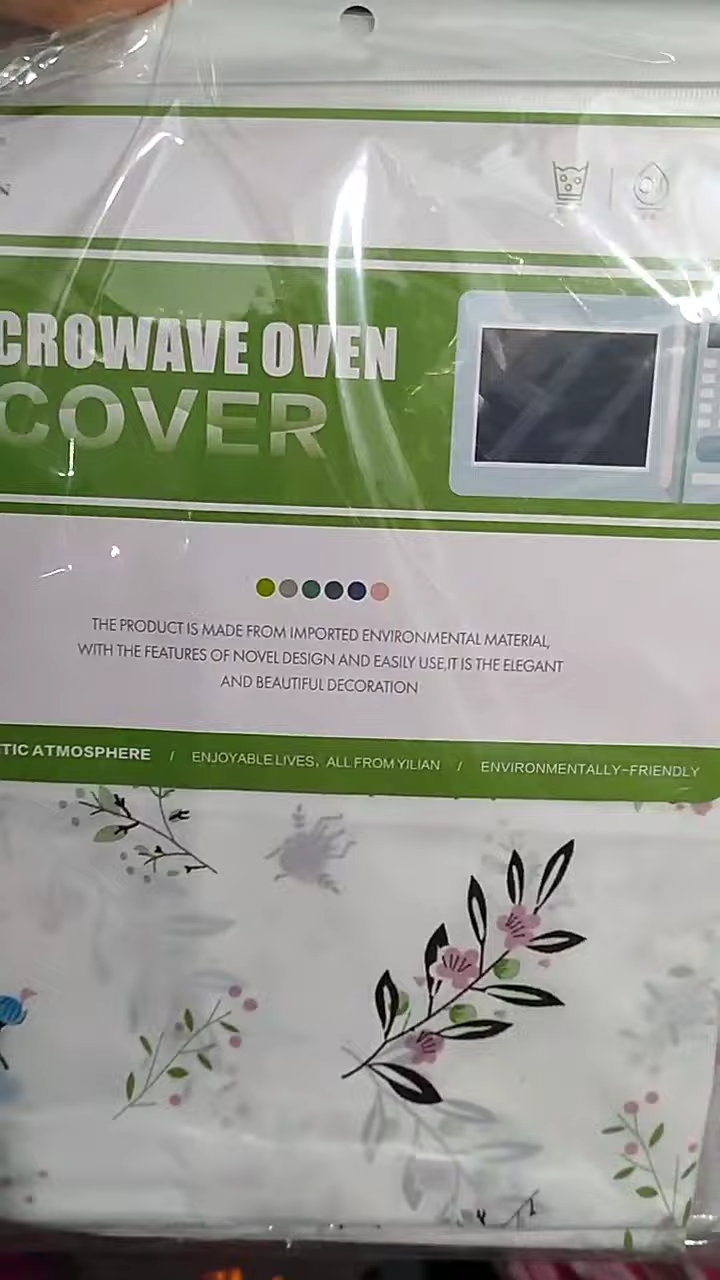 N
CROWAVE OVEN
COVER
THE PRODUCT IS MADE FROM IMPORTED ENVIRONMENTAL MATERIAL,
WITH THE FEATURES OF NOVEL DESIGN AND EASILY USE,IT IS THE ELEGANT
AND BEAUTIFUL DECORATION
TIC ATMOSPHERE / ENJOYABLE LIVES, ALL FROM YILIAN / ENVIRONMENTALLY-FRIENDLY